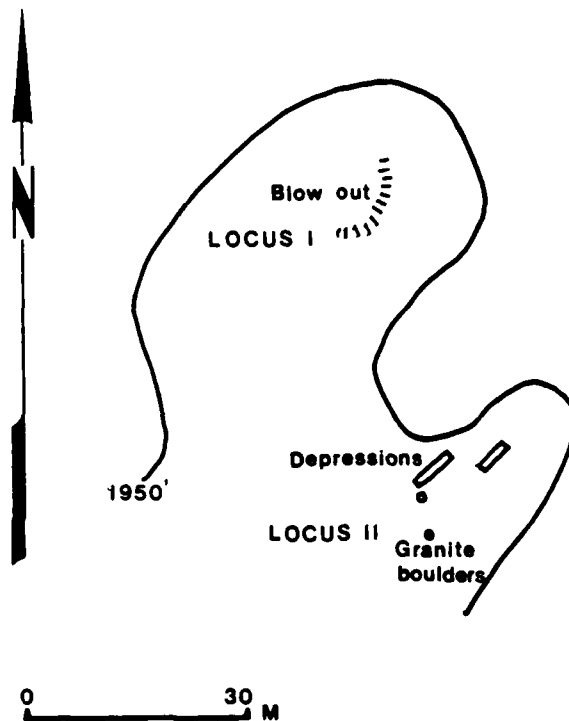 N
Blow out
LOCUS I
Depressions
1950'
LOCUS II
Granite
boulders
0 30 M